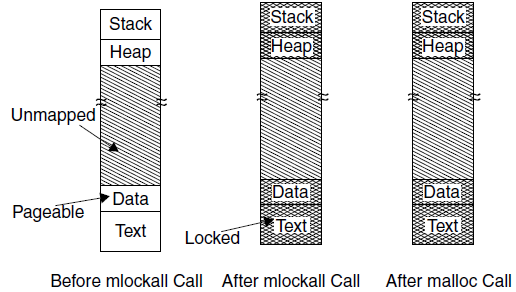 Stack
Heap
Unmapped
Data
Pageable
Text
Before mlockall Call
Stack
Heap
Data
Text
Locked
After mlockall Call
Stack
Heap
Data
Text
After malloc Call